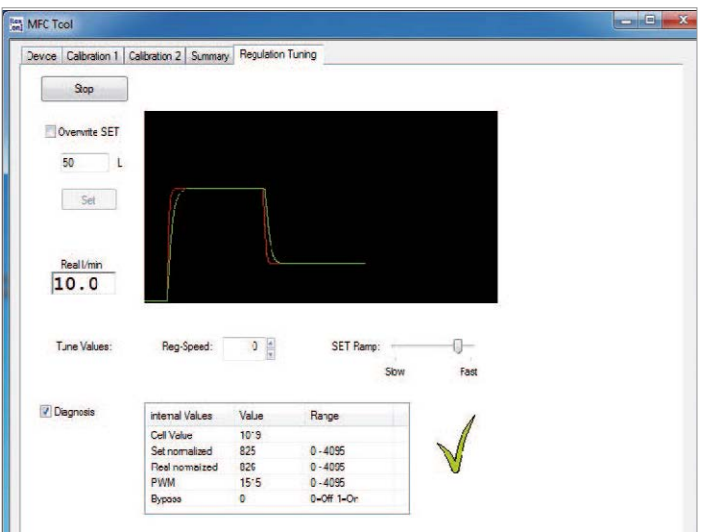 MFC Tool
Device Calibration 1 Calibration 2 Summary Regulation Tuning
Stop
Overwrite SET
50 L
Set
Real l/min
10.0
Tune Values: Reg-Speed: 0 SET Ramp:
Slow Fast
Diagnosis
internal Values Value Range
Cell Value
Set normalized 825 0 - 4095
Real normalized 826 0 - 4095
PWM 0 - 4095
Bypass 0 0=Off 1=On